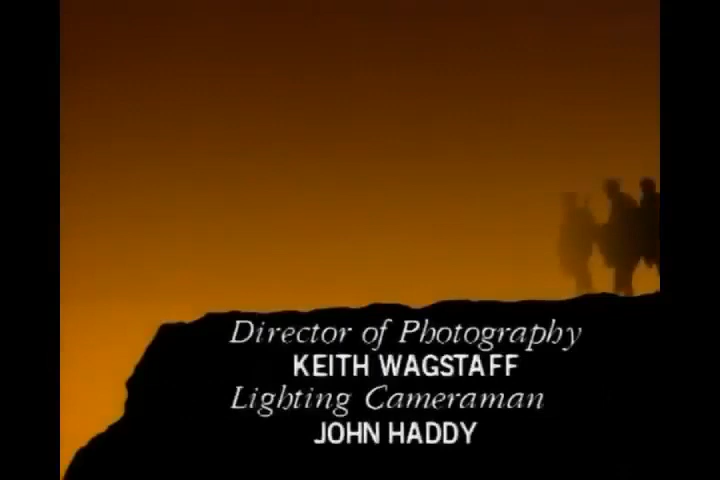 Director of Photography
KEITH WAGSTAFF
Lighting Cameraman
JOHN HADDY